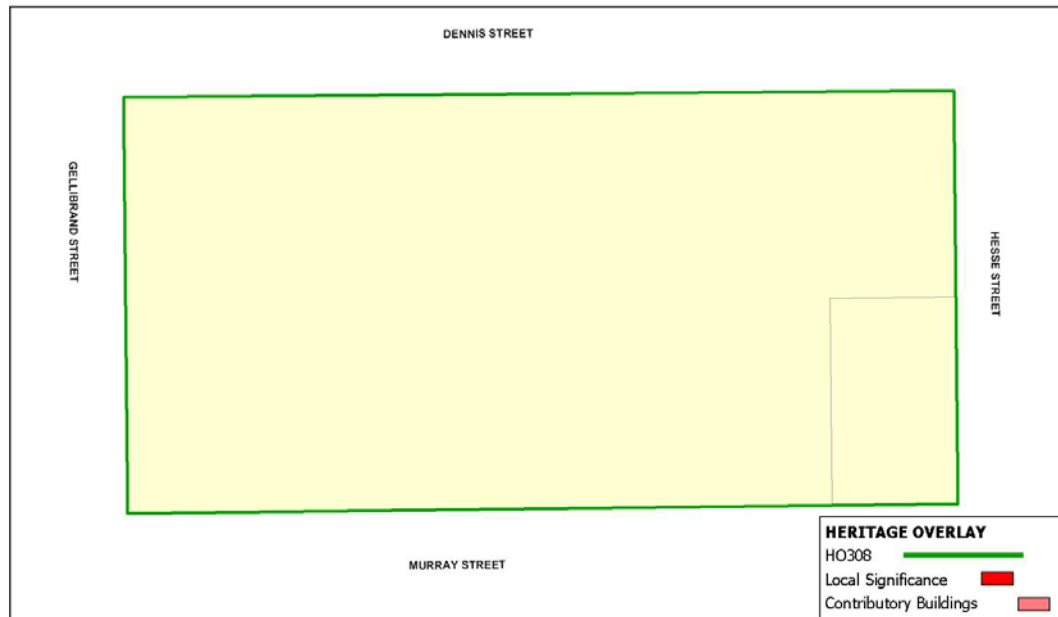 DENNIS STREET
GELLIBRAND STREET
HESSE STREET
MURRAY STREET
HERITAGE OVERLAY
HO308
Local Significance
Contributory Buildings